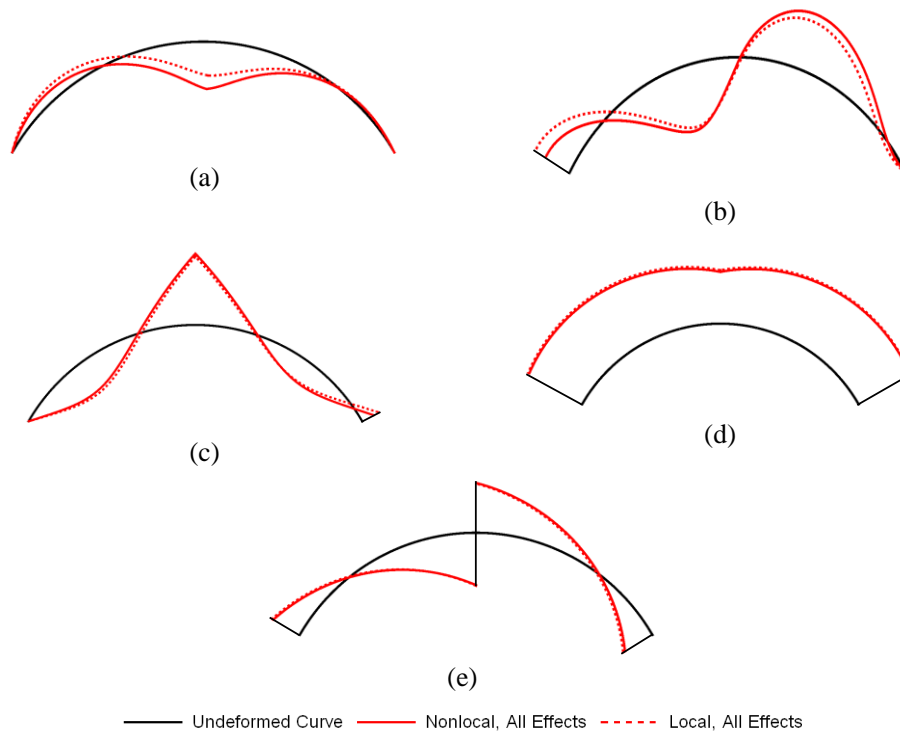 (a)
(b)
(c)
(d)
(e)
Undeformed Curve Nonlocal, All Effects Local, All Effects